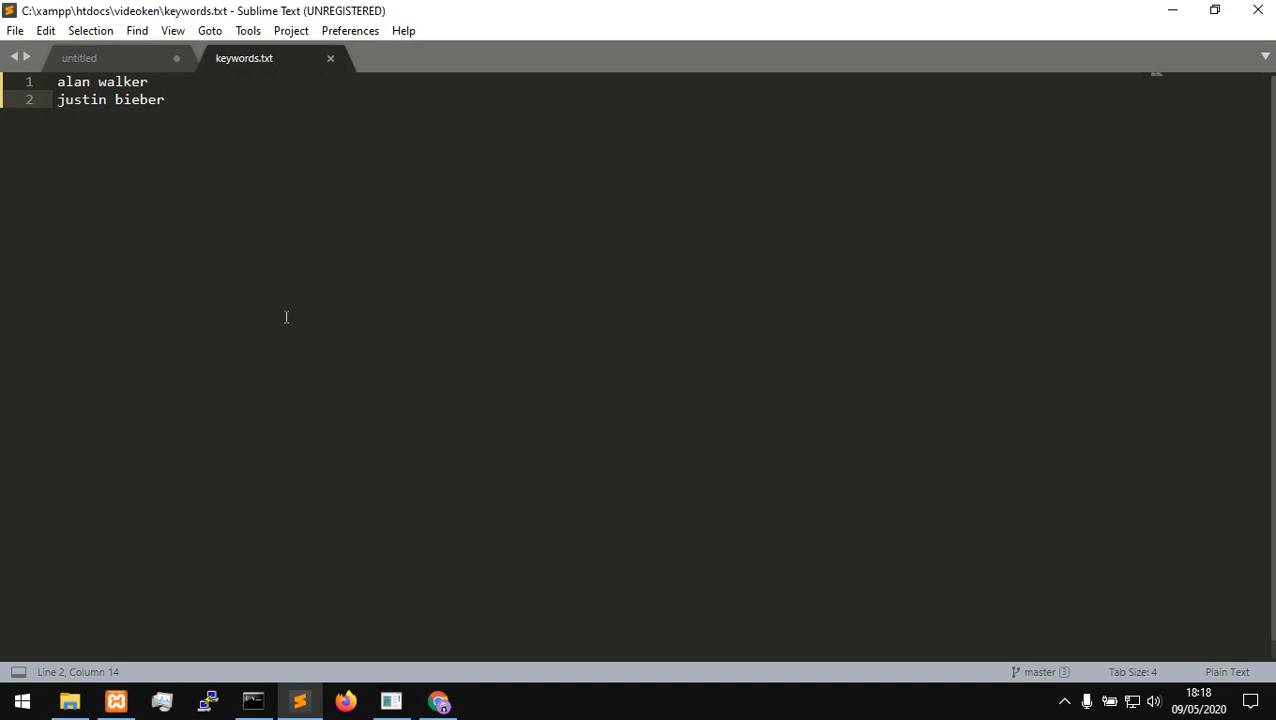 C:\xampp\htdocs\videoken\keywords.txt - Sublime Text (UNREGISTERED)
File Edit Selection Find View Goto Tools Project Preferences Help
untitled keywords.txt
1 alan walker
2 justin bieber
Line 2, Column 14 master 3 Tab Size: 4 Plain Text
18:18
09/05/2020